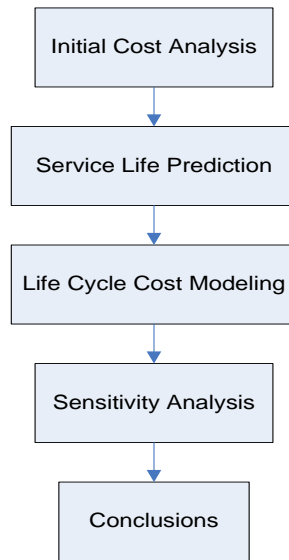 Initial Cost Analysis
Service Life Prediction
Life Cycle Cost Modeling
Sensitivity Analysis
Conclusions